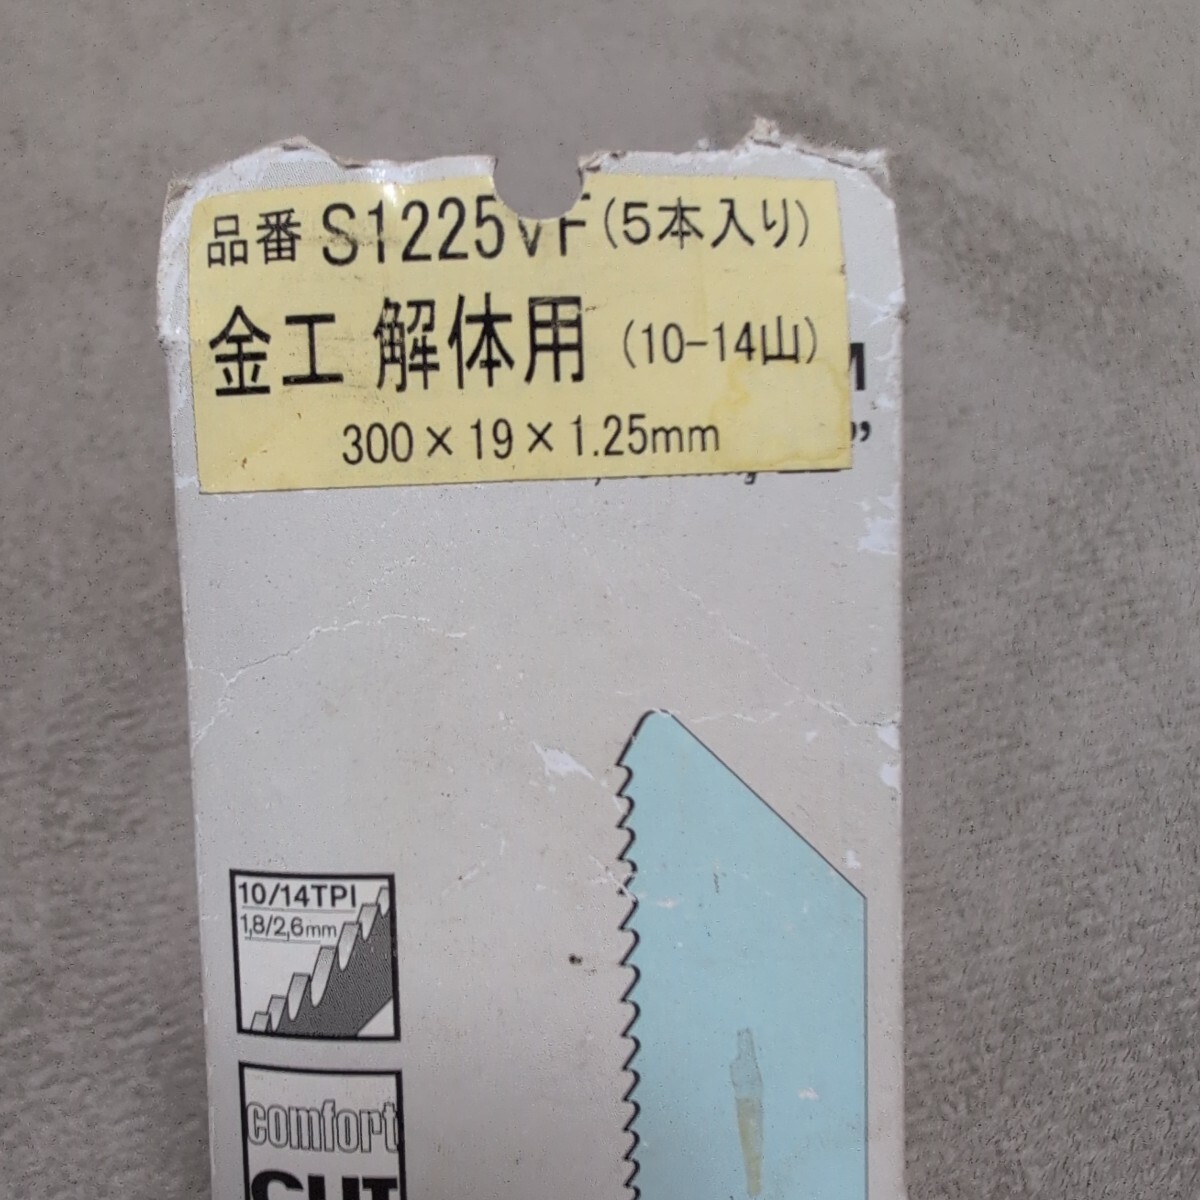 品番 S1225VF (5本入り)
金工 解体用 (10-14山)
300×19×1.25mm
M
”
10/14TPI
1,8/2,6mm
comfort
CUT